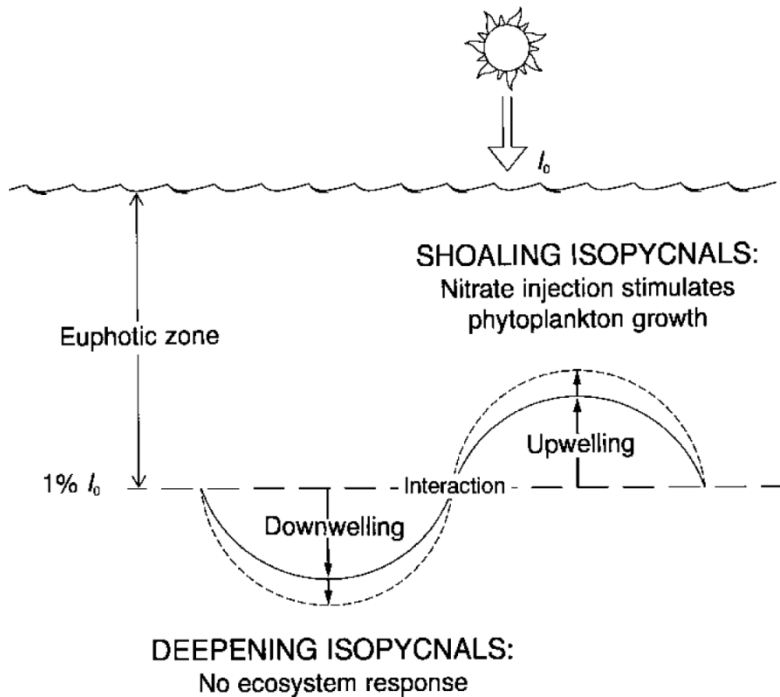 I₀
SHOALING ISOPYCNALS:
Nitrate injection stimulates
phytoplankton growth
Euphotic zone
Upwelling
1% I₀
Interaction
Downwelling
DEEPENING ISOPYCNALS:
No ecosystem response